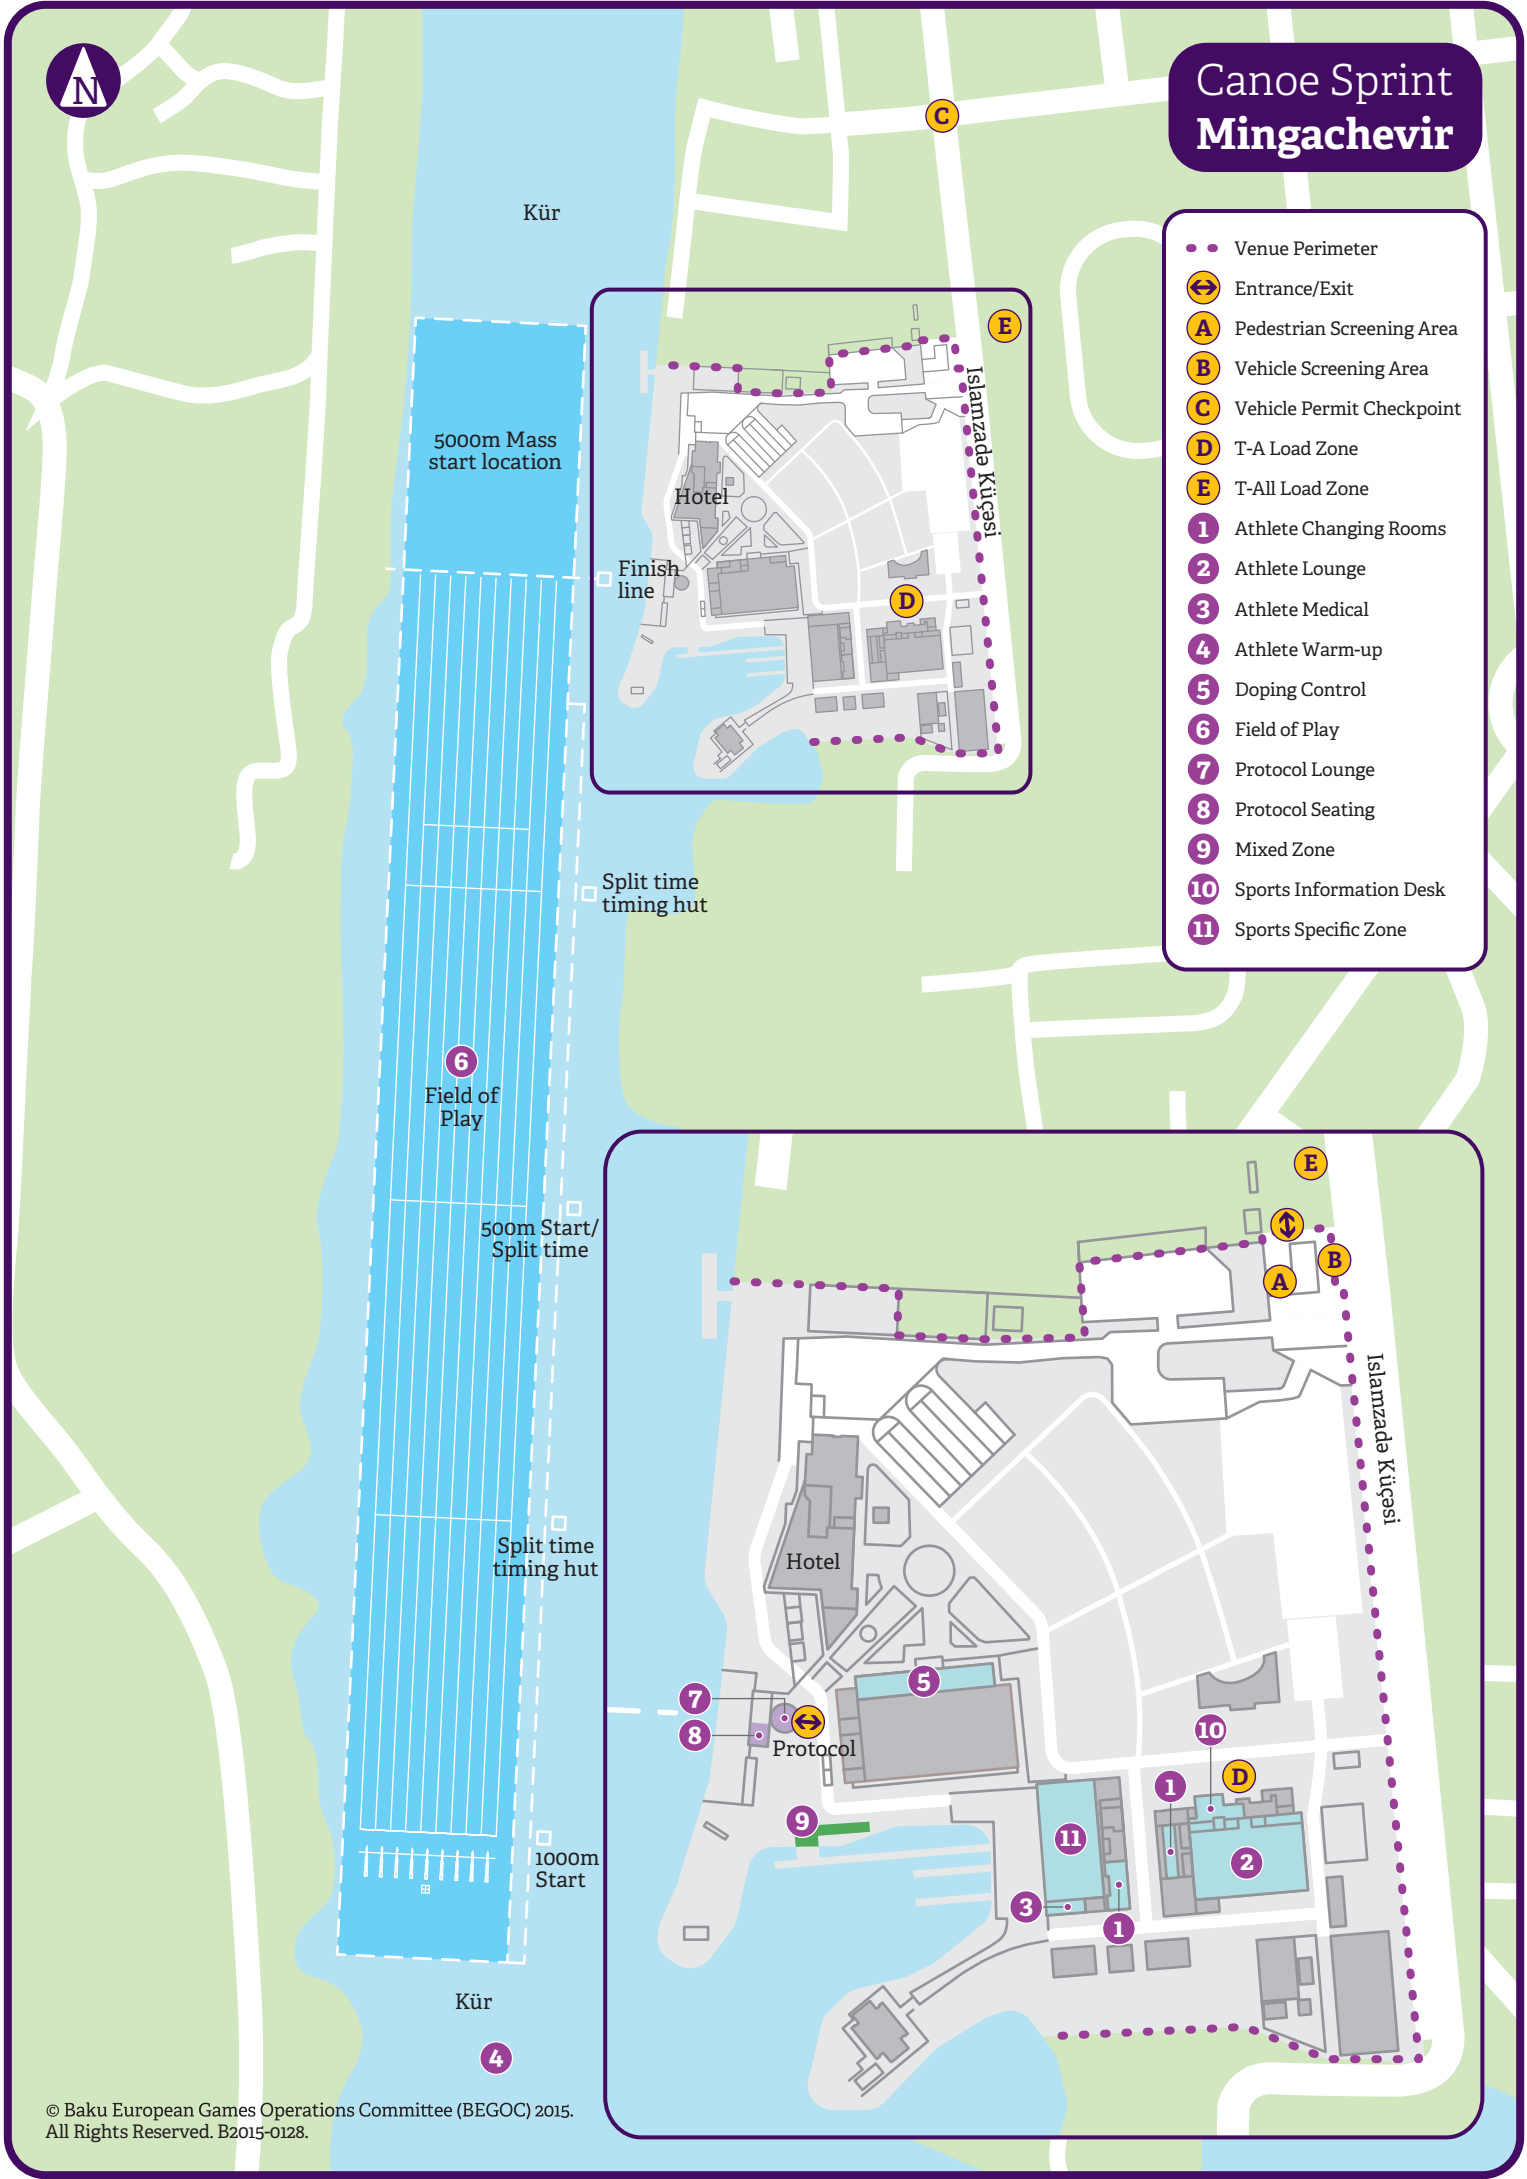 N
Canoe Sprint
Mingachevir
C
Kür
Venue Perimeter
Entrance/Exit
A Pedestrian Screening Area
B Vehicle Screening Area
C Vehicle Permit Checkpoint
D T-A Load Zone
E T-All Load Zone
1 Athlete Changing Rooms
2 Athlete Lounge
3 Athlete Medical
4 Athlete Warm-up
5 Doping Control
6 Field of Play
7 Protocol Lounge
8 Protocol Seating
9 Mixed Zone
10 Sports Information Desk
11 Sports Specific Zone
E
Islamzadə Küçəsi
5000m Mass
start location
Hotel
Finish
line
D
Split time
timing hut
6
Field of
Play
500m Start/
Split time
Split time
timing hut
1000m
Start
Kür
4
E
B
A
Islamzadə Küçəsi
Hotel
5
7
8
Protocol
10
D
1
9
11
2
3
1
© Baku European Games Operations Committee (BEGOC) 2015.
All Rights Reserved. B2015-0128.